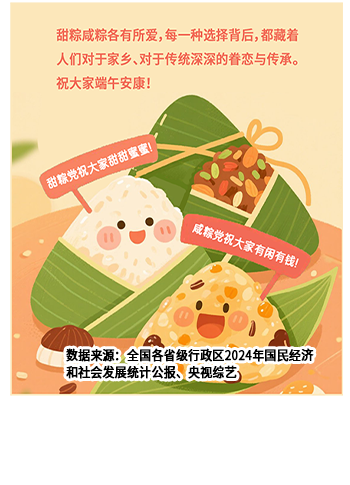 甜粽咸粽各有所爱,每一种选择背后,都藏着
人们对于家乡、对于传统深深的眷恋与传承。
祝大家端午安康!
甜粽党祝大家甜甜蜜蜜!
咸粽党祝大家有闲有钱!
数据来源：全国各省级行政区2024年国民经济
和社会发展统计公报、央视综艺